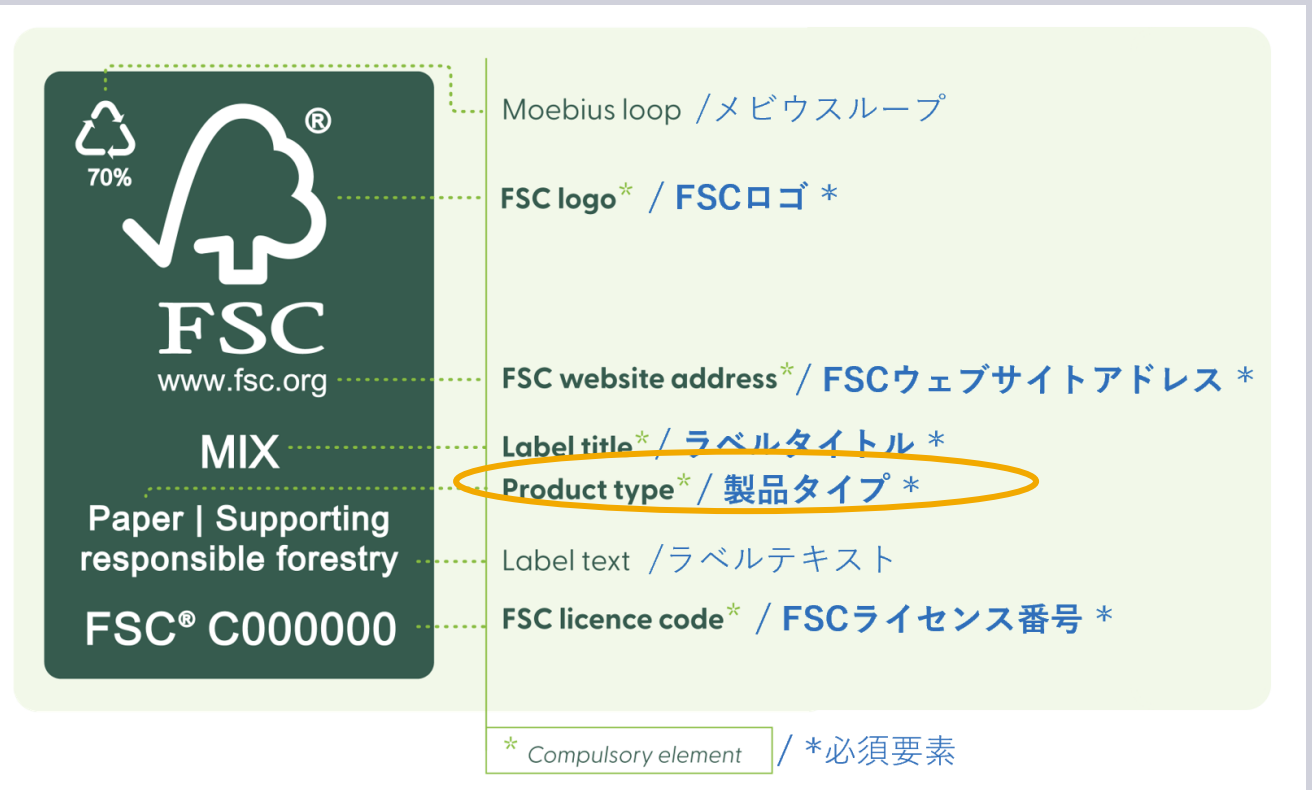 ®
70%
FSC
www.fsc.org
MIX
Paper | Supporting
responsible forestry
FSC® C000000
Moebius loop /メビウスループ
FSC logo* / FSCロゴ *
FSC website address* / FSCウェブサイトアドレス *
Label title* / ラベルタイトル *
Product type* / 製品タイプ *
Label text /ラベルテキスト
FSC licence code* / FSCライセンス番号 *
* Compulsory element / *必須要素